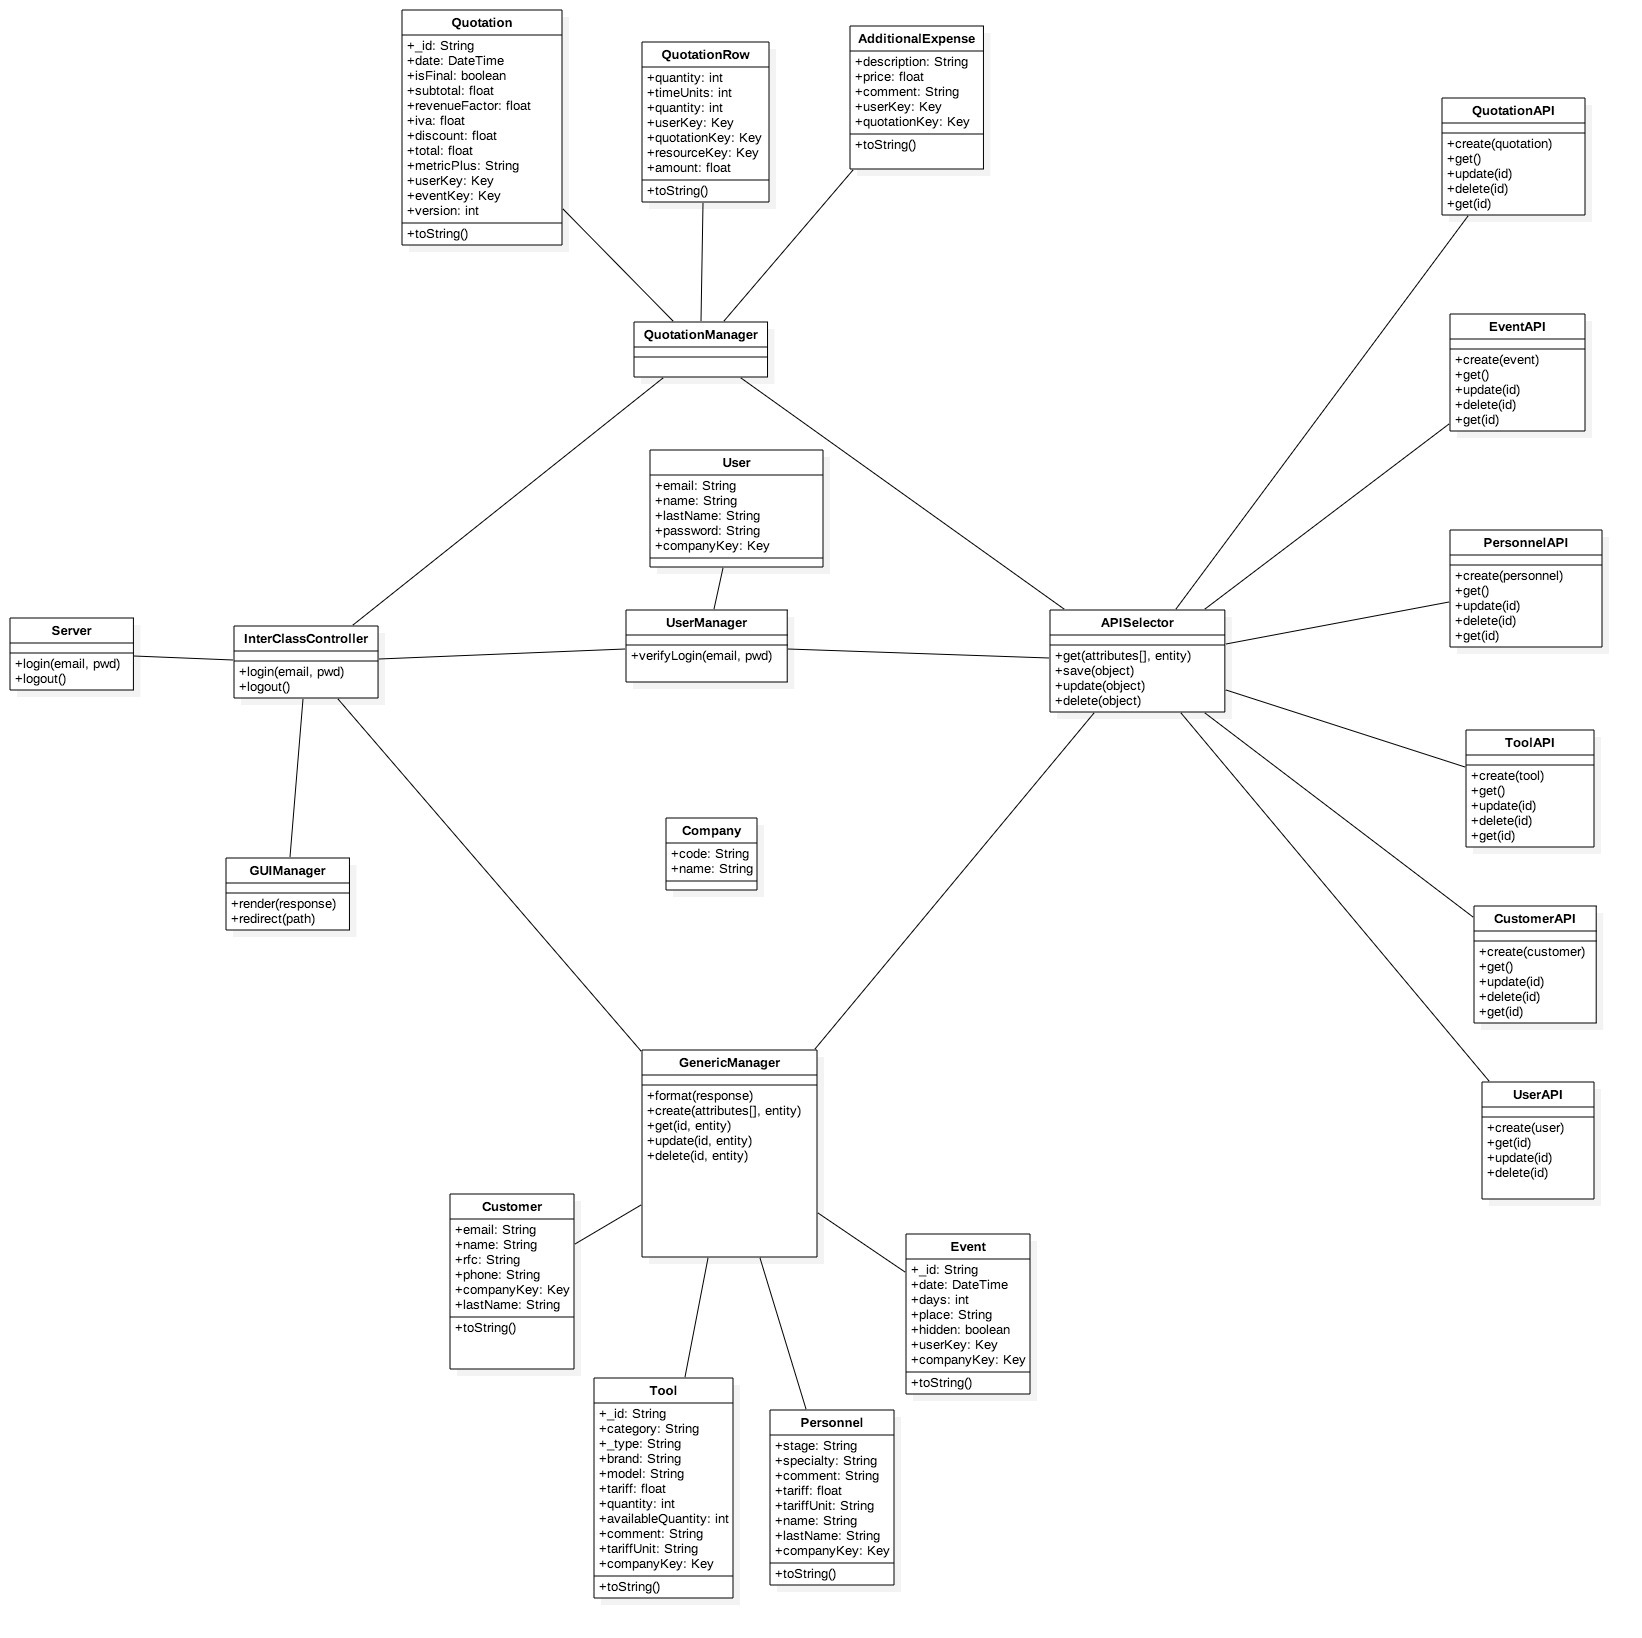 Quotation
+_id: String
+date: DateTime
+isFinal: boolean
+subtotal: float
+revenueFactor: float
+iva: float
+discount: float
+total: float
+metricPlus: String
+userKey: Key
+eventKey: Key
+version: int
+toString()
QuotationRow
+quantity: int
+timeUnits: int
+quantity: int
+userKey: Key
+quotationKey: Key
+resourceKey: Key
+amount: float
+toString()
AdditionalExpense
+description: String
+price: float
+comment: String
+userKey: Key
+quotationKey: Key
+toString()
QuotationAPI
+create(quotation)
+get()
+update(id)
+delete(id)
+get(id)
QuotationManager
EventAPI
+create(event)
+get()
+update(id)
+delete(id)
+get(id)
User
+email: String
+name: String
+lastName: String
+password: String
+companyKey: Key
PersonnelAPI
+create(personnel)
+get()
+update(id)
+delete(id)
+get(id)
Server
+login(email, pwd)
+logout()
InterClassController
+login(email, pwd)
+logout()
UserManager
+verifyLogin(email, pwd)
APISelector
+get(attributes[], entity)
+save(object)
+update(object)
+delete(object)
ToolAPI
+create(tool)
+get()
+update(id)
+delete(id)
+get(id)
Company
+code: String
+name: String
GUIManager
+render(response)
+redirect(path)
CustomerAPI
+create(customer)
+get()
+update(id)
+delete(id)
+get(id)
GenericManager
+format(response)
+create(attributes[], entity)
+get(id, entity)
+update(id, entity)
+delete(id, entity)
UserAPI
+create(user)
+get(id)
+update(id)
+delete(id)
Customer
+email: String
+name: String
+rfc: String
+phone: String
+companyKey: Key
+lastName: String
+toString()
Event
+_id: String
+date: DateTime
+days: int
+place: String
+hidden: boolean
+userKey: Key
+companyKey: Key
+toString()
Tool
+_id: String
+category: String
+_type: String
+brand: String
+model: String
+tariff: float
+quantity: int
+availableQuantity: int
+comment: String
+tariffUnit: String
+companyKey: Key
+toString()
Personnel
+stage: String
+specialty: String
+comment: String
+tariff: float
+tariffUnit: String
+name: String
+lastName: String
+companyKey: Key
+toString()